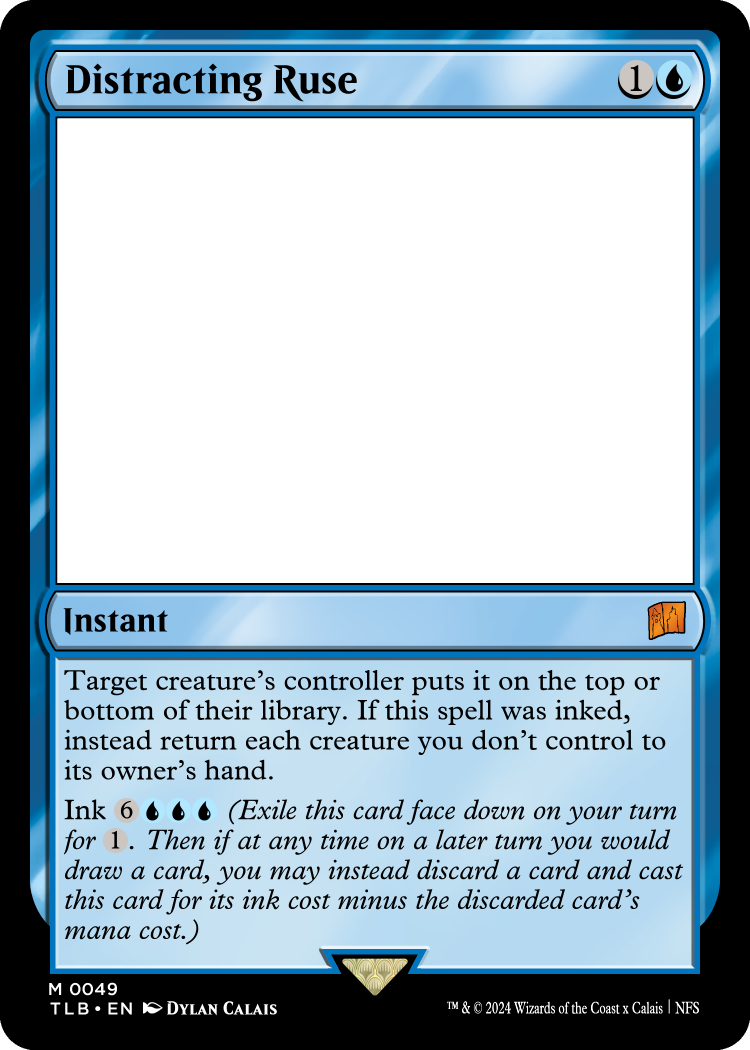 Distracting Ruse 1
Instant
Target creature's controller puts it on the top or
bottom of their library. If this spell was inked,
instead return each creature you don't control to
its owner's hand.
Ink 6 (Exile this card face down on your turn
for 1. Then if at any time on a later turn you would
draw a card, you may instead discard a card and cast
this card for its ink cost minus the discarded card's
mana cost.)
M 0049
TLB • EN Dylan Calais
™ & © 2024 Wizards of the Coast x Calais | NFS